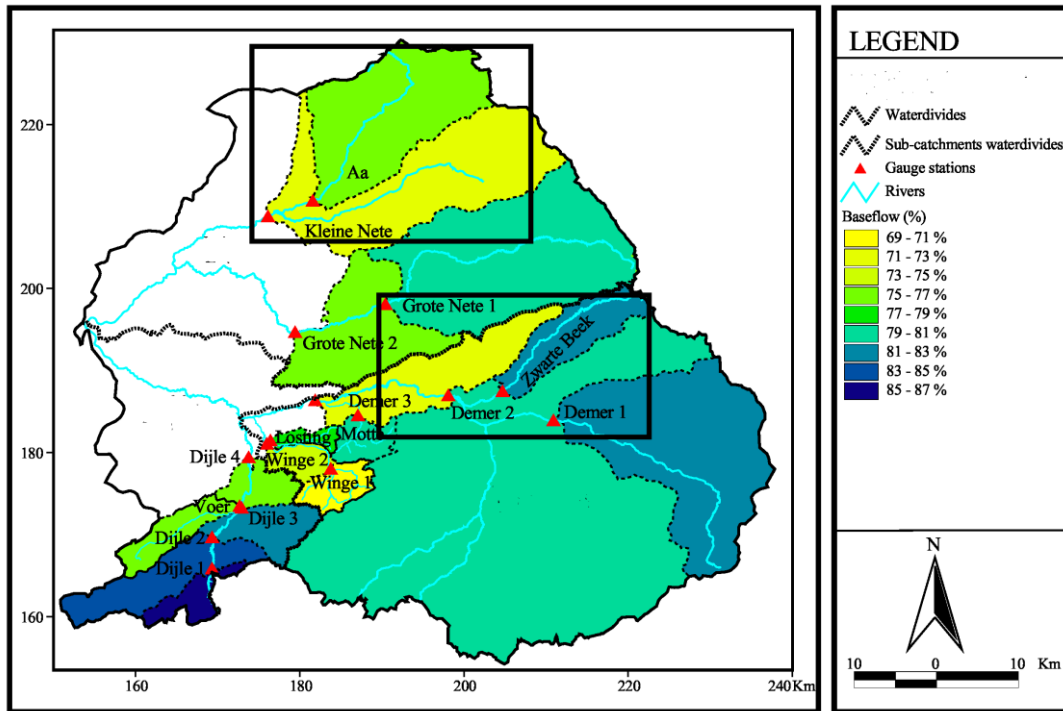 220
200
180
160
160
180
200
220
240 Km
Aa
Kleine Nete
Grote Nete 1
Grote Nete 2
Zwarte Beek
Demer 3
Demer 2
Demer 1
Losting
Motte
Dijle 4
Winge 2
Winge 1
Voer
Dijle 3
Dijle 2
Dijle 1
LEGEND
Waterdivides
Sub-catchments waterdivides
Gauge stations
Rivers
Baseflow (%)
69 - 71 %
71 - 73 %
73 - 75 %
75 - 77 %
77 - 79 %
79 - 81 %
81 - 83 %
83 - 85 %
85 - 87 %
N
10 0 10 Km